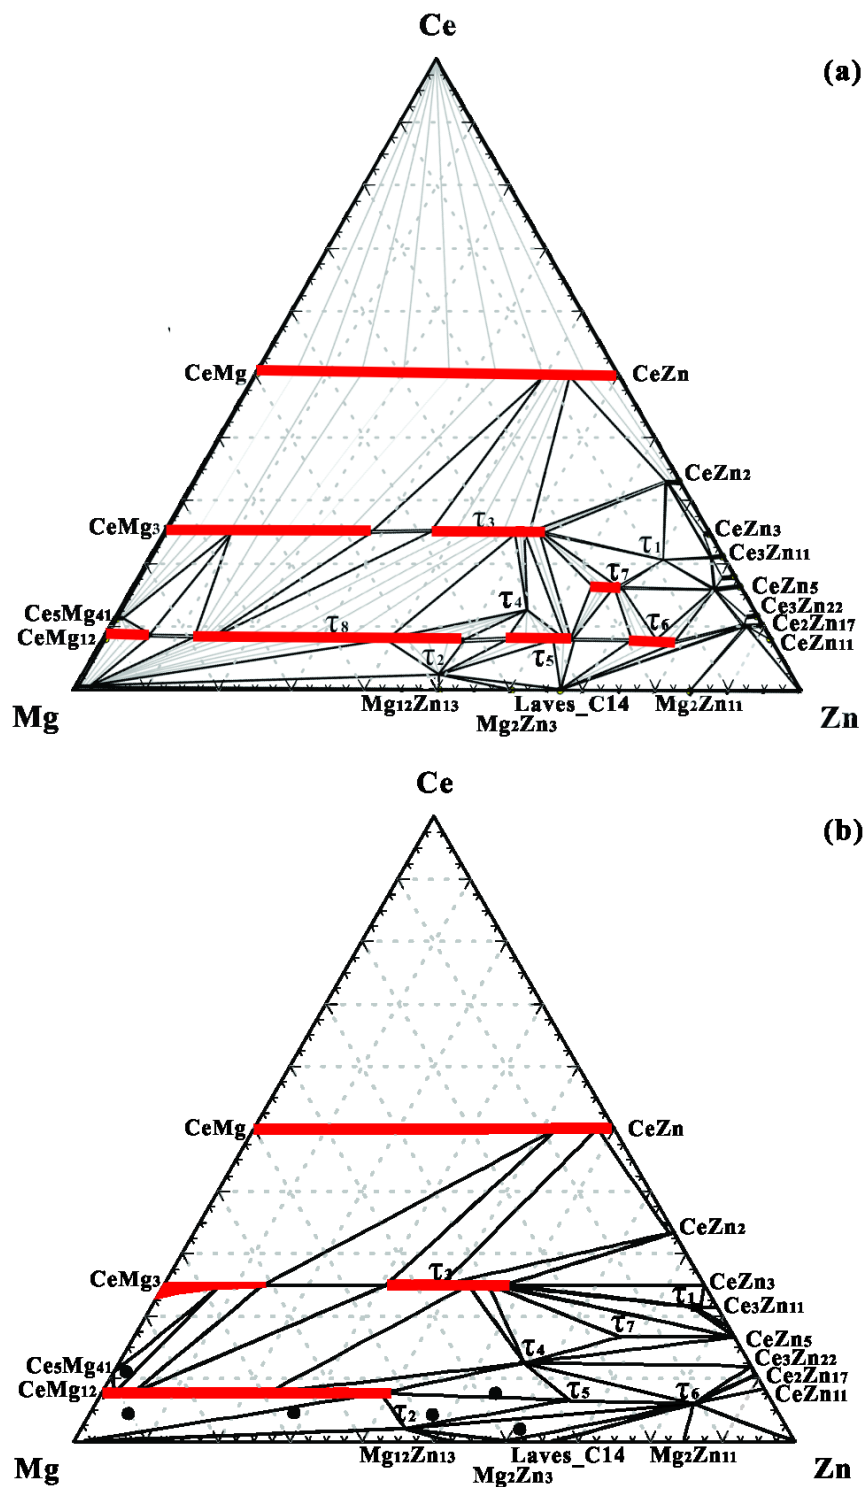 Ce
(a)
CeMg
CeZn
CeZn2
CeMg3
τ3
CeZn3
τ1
Ce3Zn11
τ7
CeZn5
Ce5Mg41
τ4
Ce3Zn22
CeMg12
τ8
τ6
Ce2Zn17
τ2
τ5
CeZn11
Mg12Zn13
Laves_C14
Mg2Zn11
Mg
Mg2Zn3
Zn
Ce
(b)
CeMg
CeZn
CeZn2
CeMg3
τ3
CeZn3
τ1
Ce3Zn11
τ7
CeZn5
Ce5Mg41
τ4
Ce3Zn22
CeMg12
τ5
τ6
Ce2Zn17
CeZn11
τ2
Mg12Zn13
Laves_C14
Mg2Zn11
Mg
Mg2Zn3
Zn